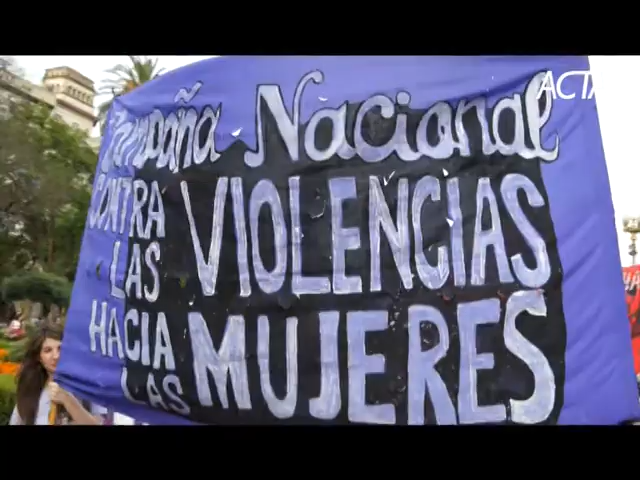 ACTA
Campaña Nacional
CONTRA
LAS
VIOLENCIAS
HACIA
LAS
MUJERES